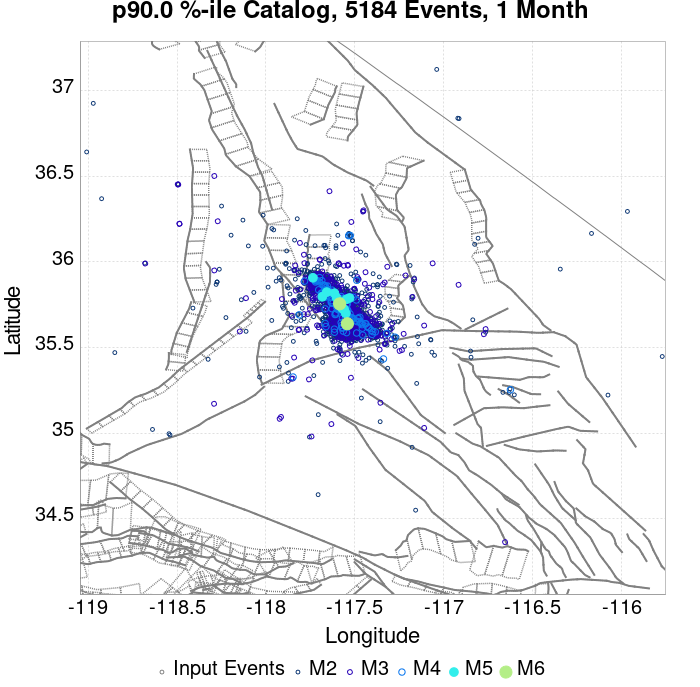 p90.0 %-ile Catalog, 5184 Events, 1 Month
37
36.5
36
35.5
35
34.5
Latitude
-119 -118.5 -118 -117.5 -117 -116.5 -116
Longitude
Input Events M2 M3 M4 M5 M6